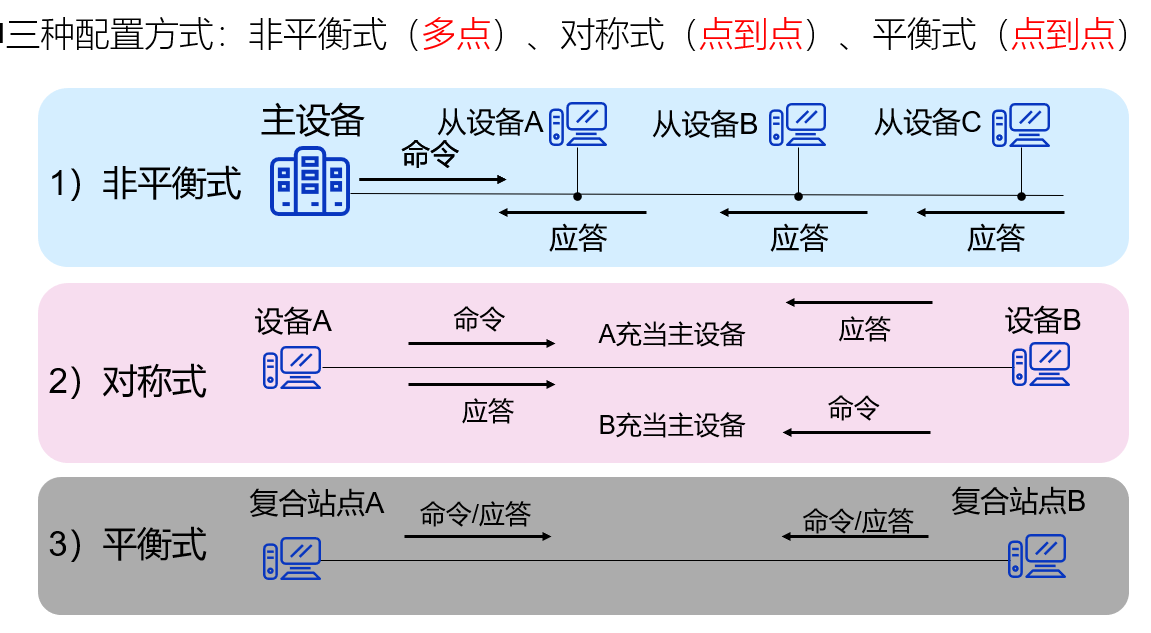 三种配置方式：非平衡式（多点）、对称式（点到点）、平衡式（点到点）
主设备
从设备A
从设备B
从设备C
命令
1）非平衡式
应答
应答
应答
设备A
命令
A充当主设备
应答
设备B
2）对称式
应答
B充当主设备
命令
复合站点A
命令/应答
命令/应答
复合站点B
3）平衡式